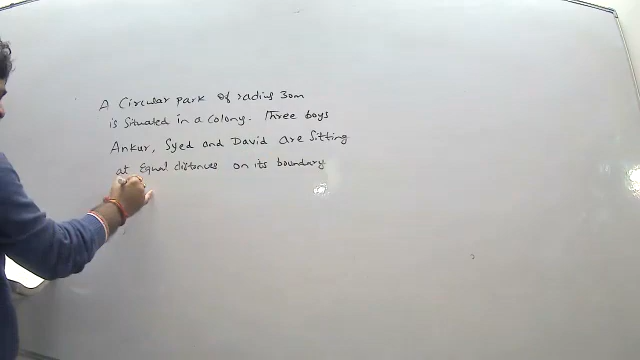 A Circular park of radius 30m
is situated in a colony. Three boys
Ankur, Syed and David are Sitting
at Equal distances on its boundary